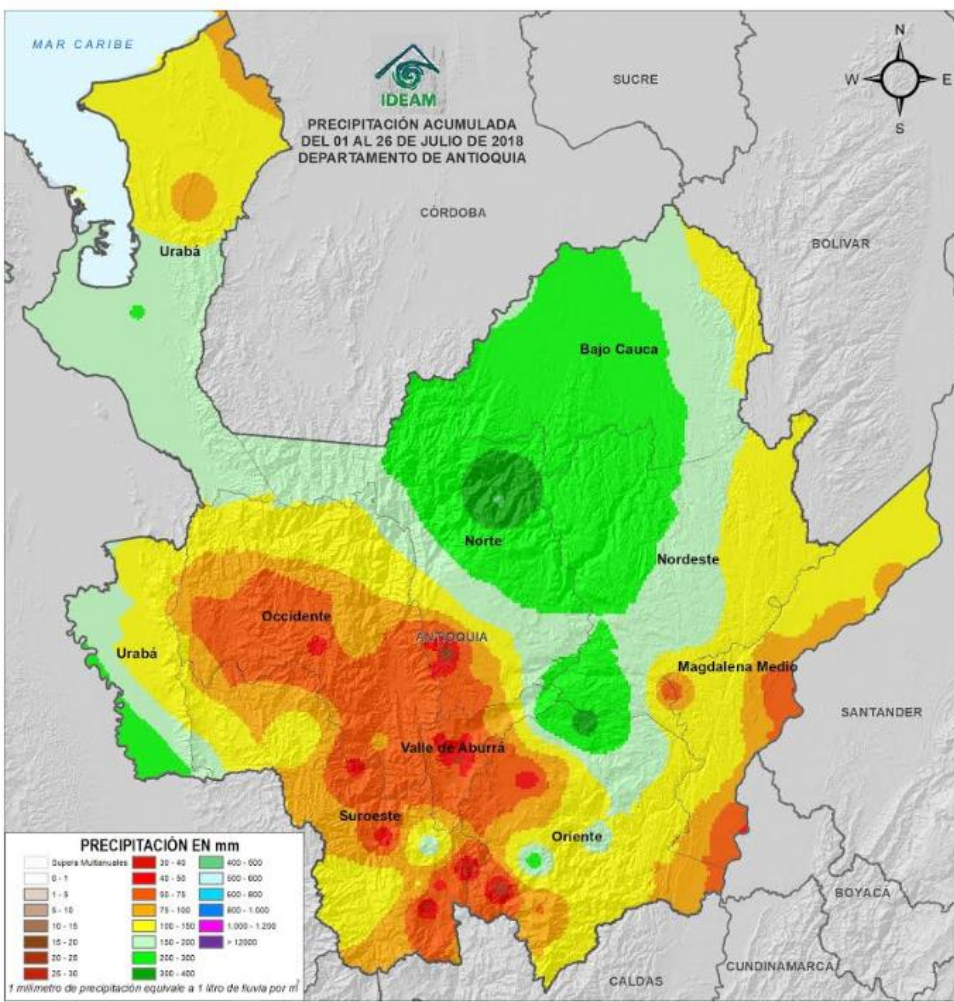 MAR CARIBE
N
W E
S
IDEAM
PRECIPITACIÓN ACUMULADA
DEL 01 AL 26 DE JULIO DE 2018
DEPARTAMENTO DE ANTIOQUIA
SUCRE
CÓRDOBA
BOLÍVAR
Urabá
Bajo Cauca
Norte
Nordeste
Occidente
ANTIOQUIA
Urabá
Magdalena Medio
SANTANDER
Valle de Aburrá
Suroeste
Oriente
BOYACÁ
CUNDINAMARCA
CALDAS
PRECIPITACIÓN EN mm
Supera Multianuales
0 - 1
1 - 5
5 - 10
10 - 15
15 - 20
20 - 25
25 - 30
30 - 40
40 - 50
50 - 75
75 - 100
100 - 150
150 - 200
200 - 300
300 - 400
400 - 500
500 - 600
600 - 800
800 - 1.000
1.000 - 1.200
> 12000
1 milímetro de precipitación equivale a 1 litro de lluvia por m²